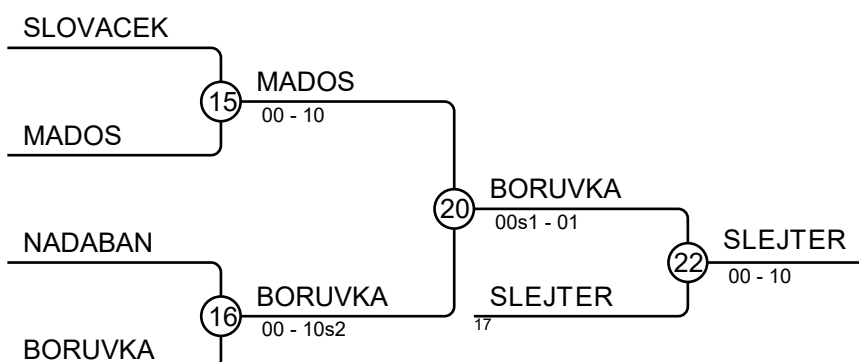 SLOVACEK
MADOS
15
00 - 10
MADOS
BORUVKA
20
00s1 - 01
NADABAN
SLEJTER
22
00 - 10
BORUVKA
SLEJTER
16
17
00 - 10s2
BORUVKA